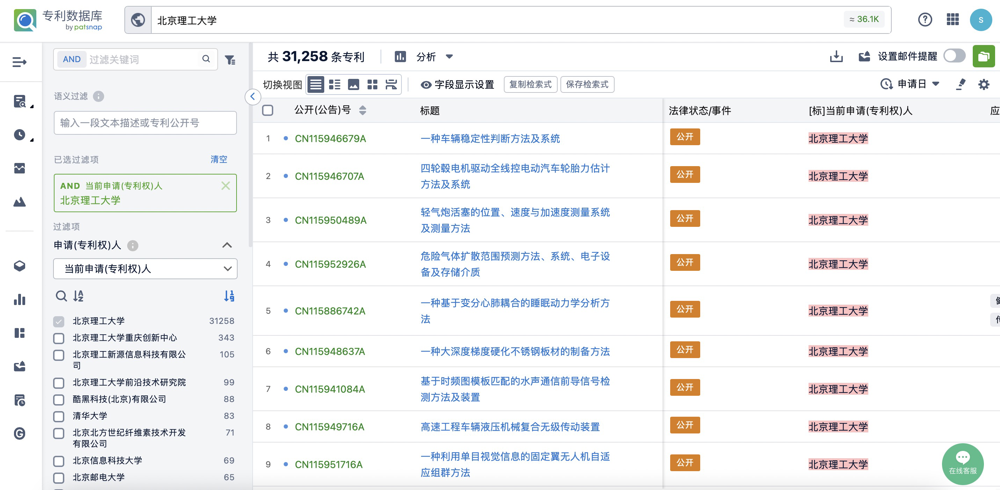 专利数据库
by patsnap
北京理工大学
≈ 36.1K
S
AND 过滤关键词
语义过滤
输入一段文本描述或专利公开号
已选过滤项 清空
AND 当前申请(专利权)人
北京理工大学
过滤项
申请(专利权)人
当前申请(专利权)人
北京理工大学 31258
北京理工大学重庆创新中心 343
北京理工新源信息科技有限公 105
司
北京理工大学前沿技术研究院 99
酷黑科技(北京)有限公司 88
清华大学 83
北京北方世纪纤维素技术开发 71
有限公司
北京信息科技大学 69
北京邮电大学 65
共 31,258 条专利
分析
设置邮件提醒
切换视图
字段显示设置
复制检索式
保存检索式
申请日
公开(公告)号 标题 法律状态/事件 [标]当前申请(专利权)人 应
1 CN115946679A 一种车辆稳定性判断方法及系统 公开 北京理工大学
2 CN115946707A 四轮毂电机驱动全线控电动汽车轮胎力估计 公开 北京理工大学
方法及系统
3 CN115950489A 轻气炮活塞的位置、速度与加速度测量系统 公开 北京理工大学
及测量方法
4 CN115952926A 危险气体扩散范围预测方法、系统、电子设 公开 北京理工大学
备及存储介质
5 CN115886742A 一种基于变分心肺耦合的睡眠动力学分析方 公开 北京理工大学
法
6 CN115948637A 一种大深度梯度硬化不锈钢板材的制备方法 公开 北京理工大学
7 CN115941084A 基于时频图模板匹配的水声通信前导信号检 公开 北京理工大学
测方法及装置
8 CN115949716A 高速工程车辆液压机械复合无级传动装置 公开 北京理工大学
9 CN115951716A 一种利用单目视觉信息的固定翼无人机自适 公开 北京理工大学
应组群方法
在线客服